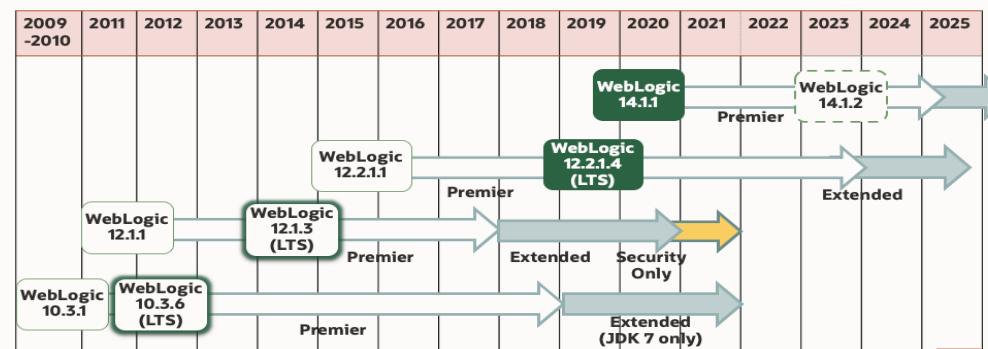 2009 2011 2012 2013 2014 2015 2016 2017 2018 2019 2020 2021 2022 2023 2024 2025
-2010
WebLogic
14.1.1
Premier
WebLogic
14.1.2
WebLogic
12.2.1.1
Premier
WebLogic
12.2.1.4
(LTS)
Extended
WebLogic
12.1.1
WebLogic
12.1.3
(LTS)
Premier
Extended
Security
Only
WebLogic
10.3.1
WebLogic
10.3.6
(LTS)
Premier
Extended
(JDK 7 only)